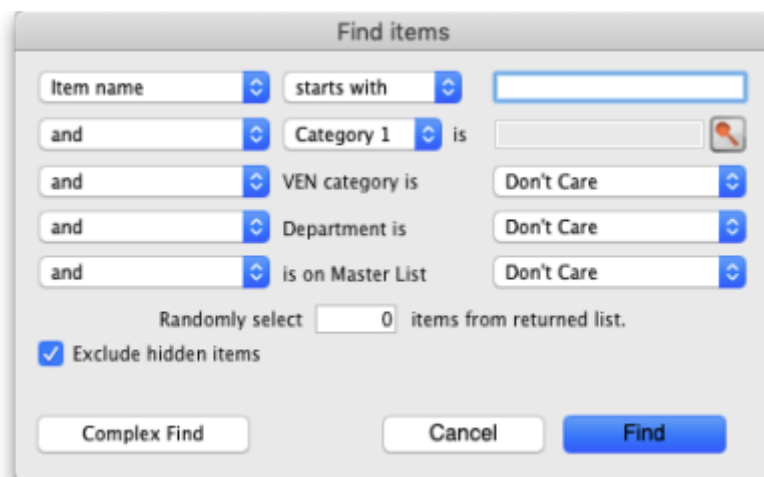 Find items
Item name starts with
and Category 1 is
and VEN category is Don't Care
and Department is Don't Care
and is on Master List Don't Care
Randomly select 0 items from returned list.
Exclude hidden items
Complex Find Cancel Find